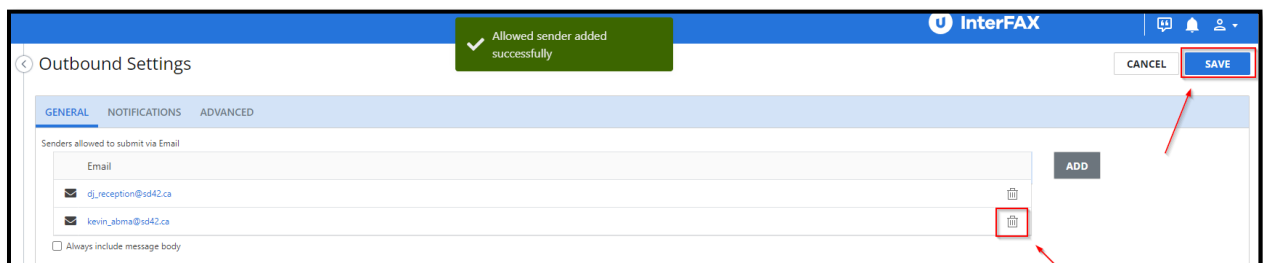 InterFAX
Allowed sender added
successfully
Outbound Settings
CANCEL SAVE
GENERAL NOTIFICATIONS ADVANCED
Senders allowed to submit via Email
Email
ADD
dj_reception@sd42.ca
kevin_abma@sd42.ca
Always include message body